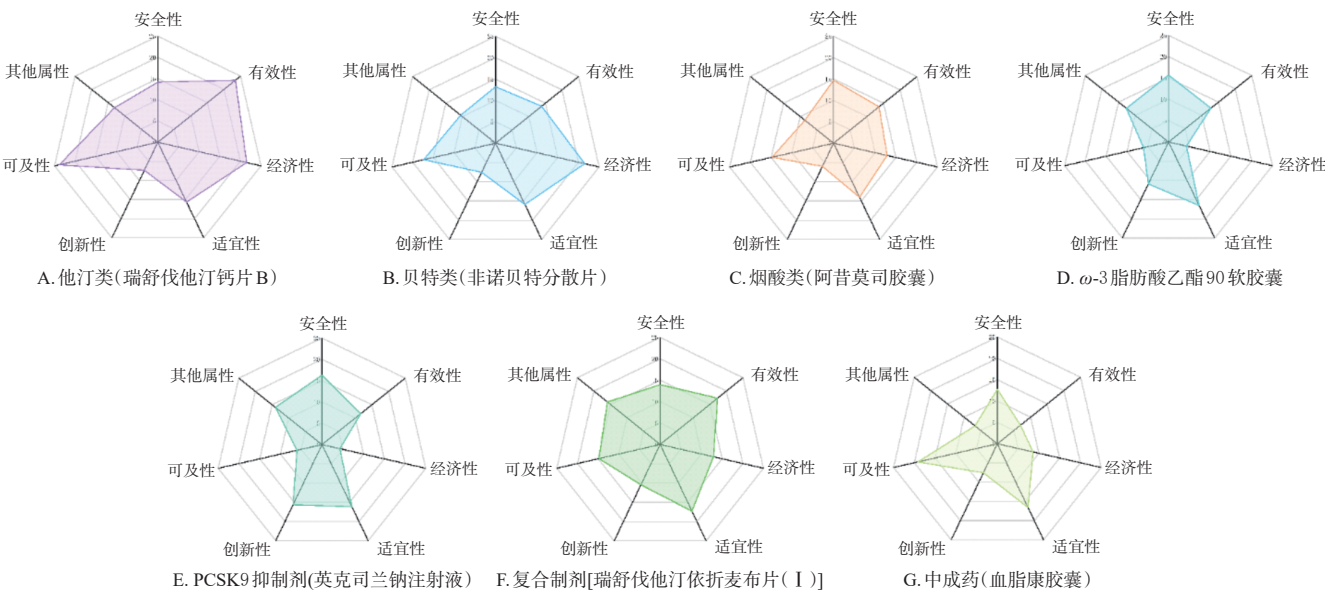 安全性
有效性
经济性
适宜性
创新性
可及性
其他属性
A.他汀类(瑞舒伐他汀钙片B)
安全性
有效性
经济性
适宜性
创新性
可及性
其他属性
B.贝特类(非诺贝特分散片)
安全性
有效性
经济性
适宜性
创新性
可及性
其他属性
C.烟酸类(阿昔莫司胶囊)
安全性
有效性
经济性
适宜性
创新性
可及性
其他属性
D. ω-3脂肪酸乙酯90软胶囊
安全性
有效性
经济性
适宜性
创新性
可及性
其他属性
E. PCSK9抑制剂(英克司兰钠注射液)
安全性
有效性
经济性
适宜性
创新性
可及性
其他属性
F.复合制剂[瑞舒伐他汀依折麦布片(Ⅰ)]
安全性
有效性
经济性
适宜性
创新性
可及性
其他属性
G.中成药(血脂康胶囊)